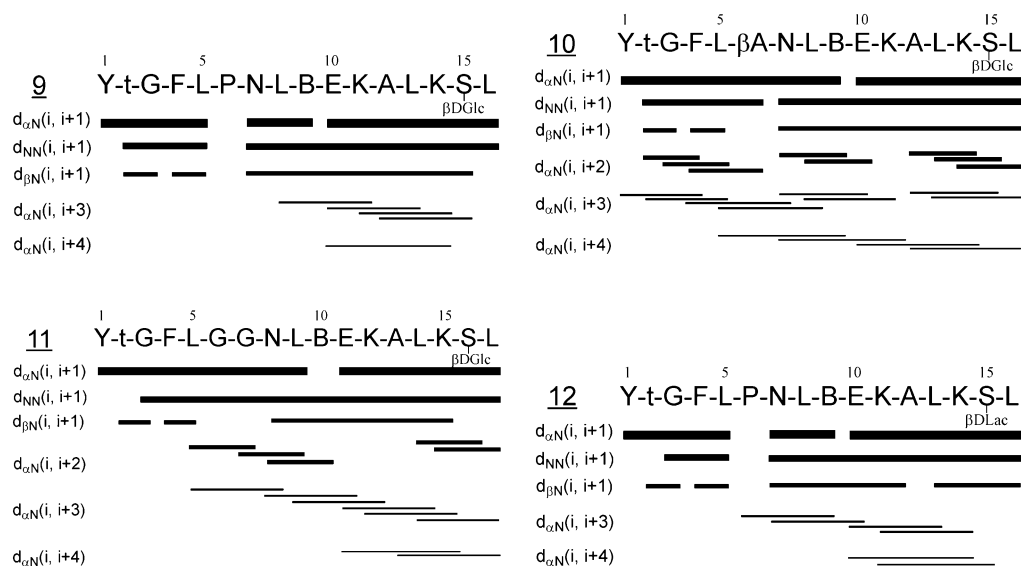 1 5 10 15
9 Y-t-G-F-L-P-N-L-B-E-K-A-L-K-S-L
βDGlc
dαN(i, i+1)
dNN(i, i+1)
dβN(i, i+1)
dαN(i, i+3)
dαN(i, i+4)
1 5 10 15
10 Y-t-G-F-L-βA-N-L-B-E-K-A-L-K-S-L
βDGlc
dαN(i, i+1)
dNN(i, i+1)
dβN(i, i+1)
dαN(i, i+2)
dαN(i, i+3)
dαN(i, i+4)
1 5 10 15
11 Y-t-G-F-L-G-G-N-L-B-E-K-A-L-K-S-L
βDGlc
dαN(i, i+1)
dNN(i, i+1)
dβN(i, i+1)
dαN(i, i+2)
dαN(i, i+3)
dαN(i, i+4)
1 5 10 15
12 Y-t-G-F-L-P-N-L-B-E-K-A-L-K-S-L
βDLac
dαN(i, i+1)
dNN(i, i+1)
dβN(i, i+1)
dαN(i, i+3)
dαN(i, i+4)